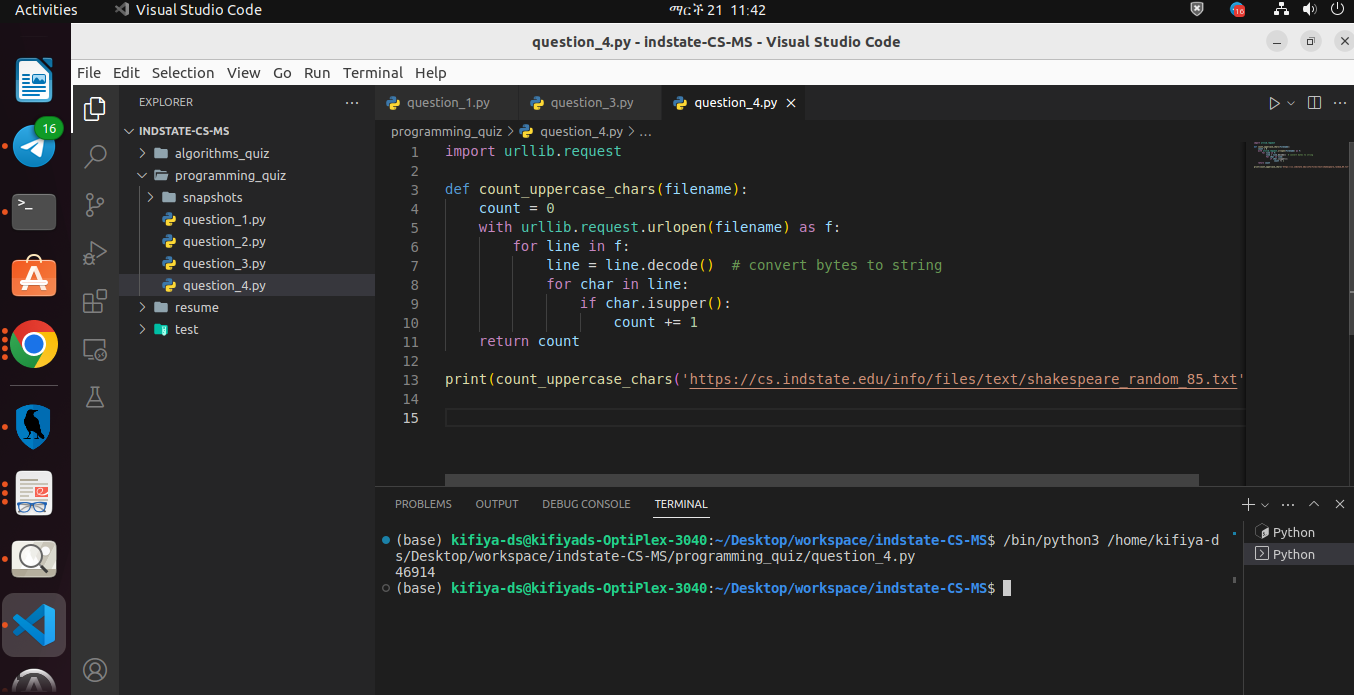 Activities
Visual Studio Code
ማርች 21 11:42
16
question_4.py - indstate-CS-MS - Visual Studio Code
File Edit Selection View Go Run Terminal Help
16
EXPLORER
INDSTATE-CS-MS
algorithms_quiz
programming_quiz
snapshots
question_1.py
question_2.py
question_3.py
question_4.py
resume
test
question_1.py
question_3.py
question_4.py
programming_quiz > question_4.py > ...
1 import urllib.request
2
3 def count_uppercase_chars(filename):
4 count = 0
5 with urllib.request.urlopen(filename) as f:
6 for line in f:
7 line = line.decode()  # convert bytes to string
8 for char in line:
9 if char.isupper():
10 count += 1
11 return count
12
13 print(count_uppercase_chars('https://cs.indstate.edu/info/files/text/shakespeare_random_85.txt'
14
15
PROBLEMS OUTPUT DEBUG CONSOLE TERMINAL
(base) kifiya-ds@kifiyads-OptiPlex-3040:~/Desktop/workspace/indstate-CS-MS$ /bin/python3 /home/kifiya-d
s/Desktop/workspace/indstate-CS-MS/programming_quiz/question_4.py
46914
(base) kifiya-ds@kifiyads-OptiPlex-3040:~/Desktop/workspace/indstate-CS-MS$
Python
Python